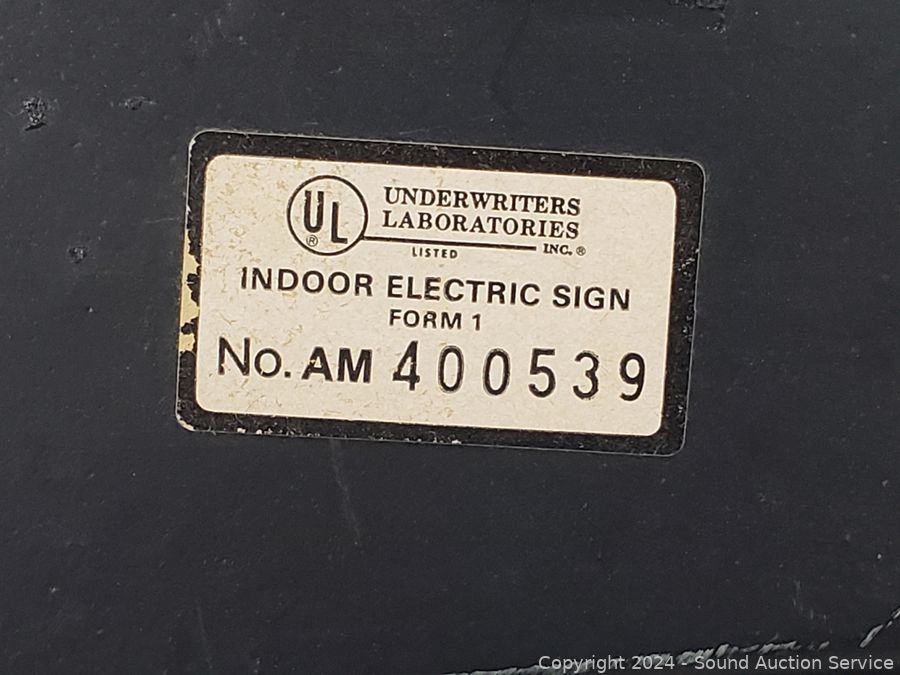 UL®
UNDERWRITERS
LABORATORIES
INC.®
LISTED
INDOOR ELECTRIC SIGN
FORM 1
No. AM 400539
Copyright 2024 - Sound Auction Service